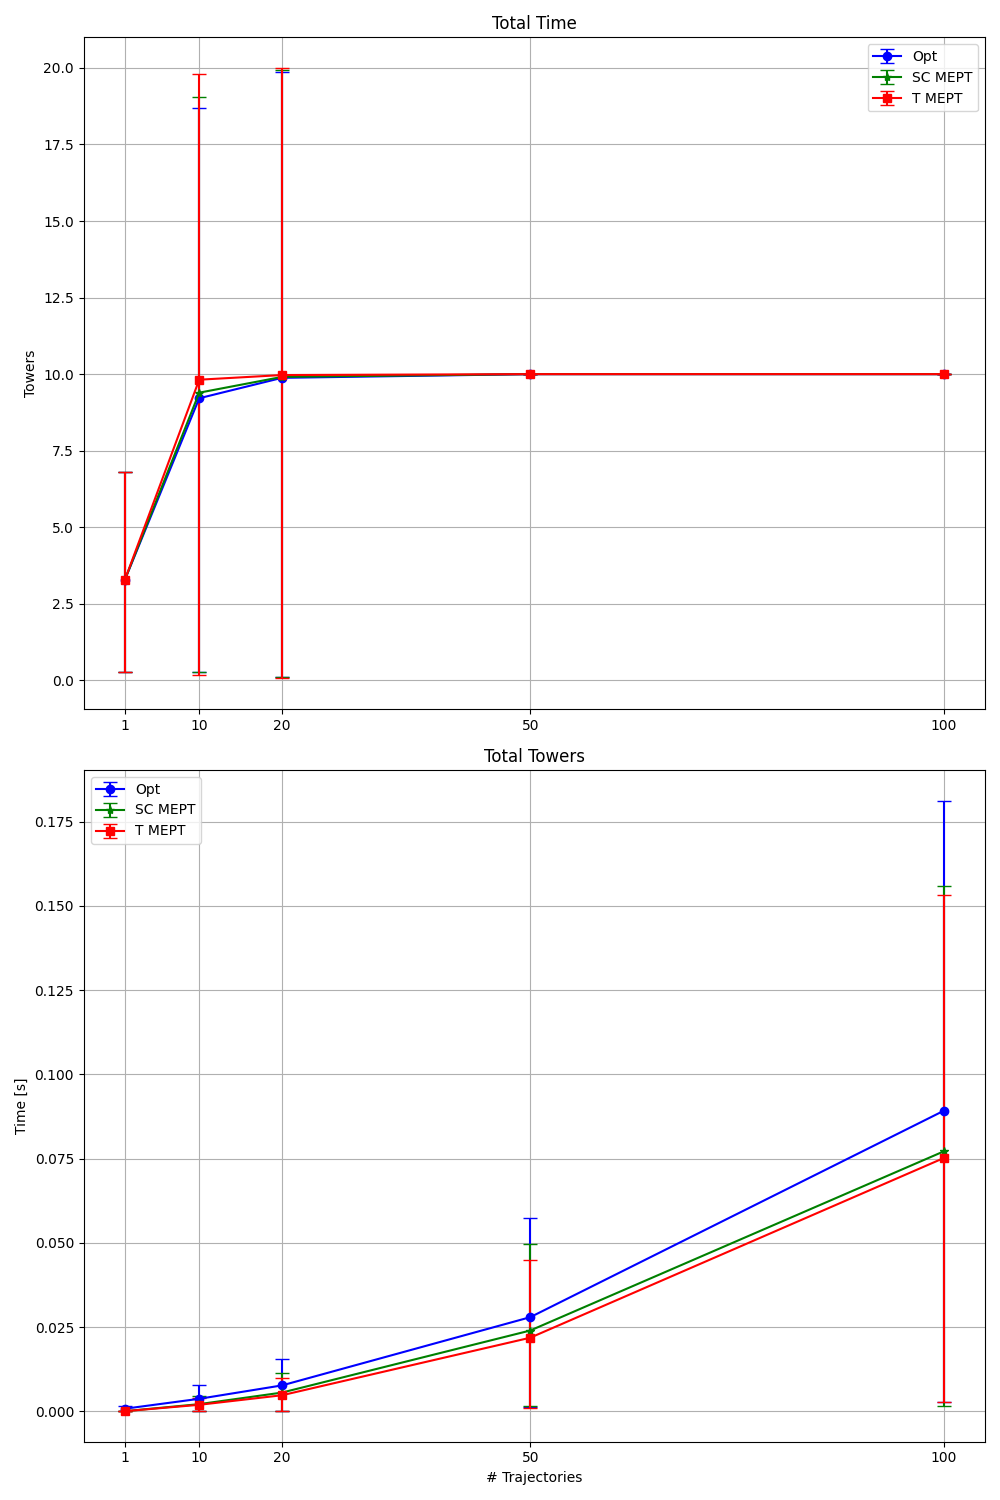 Total Time
20.0
17.5
15.0
12.5
10.0
7.5
5.0
2.5
0.0
Towers
Opt
SC MEPT
T MEPT
1 10 20 50 100
Total Towers
0.175
0.150
0.125
0.100
0.075
0.050
0.025
0.000
Time [s]
Opt
SC MEPT
T MEPT
1 10 20 50 100
# Trajectories